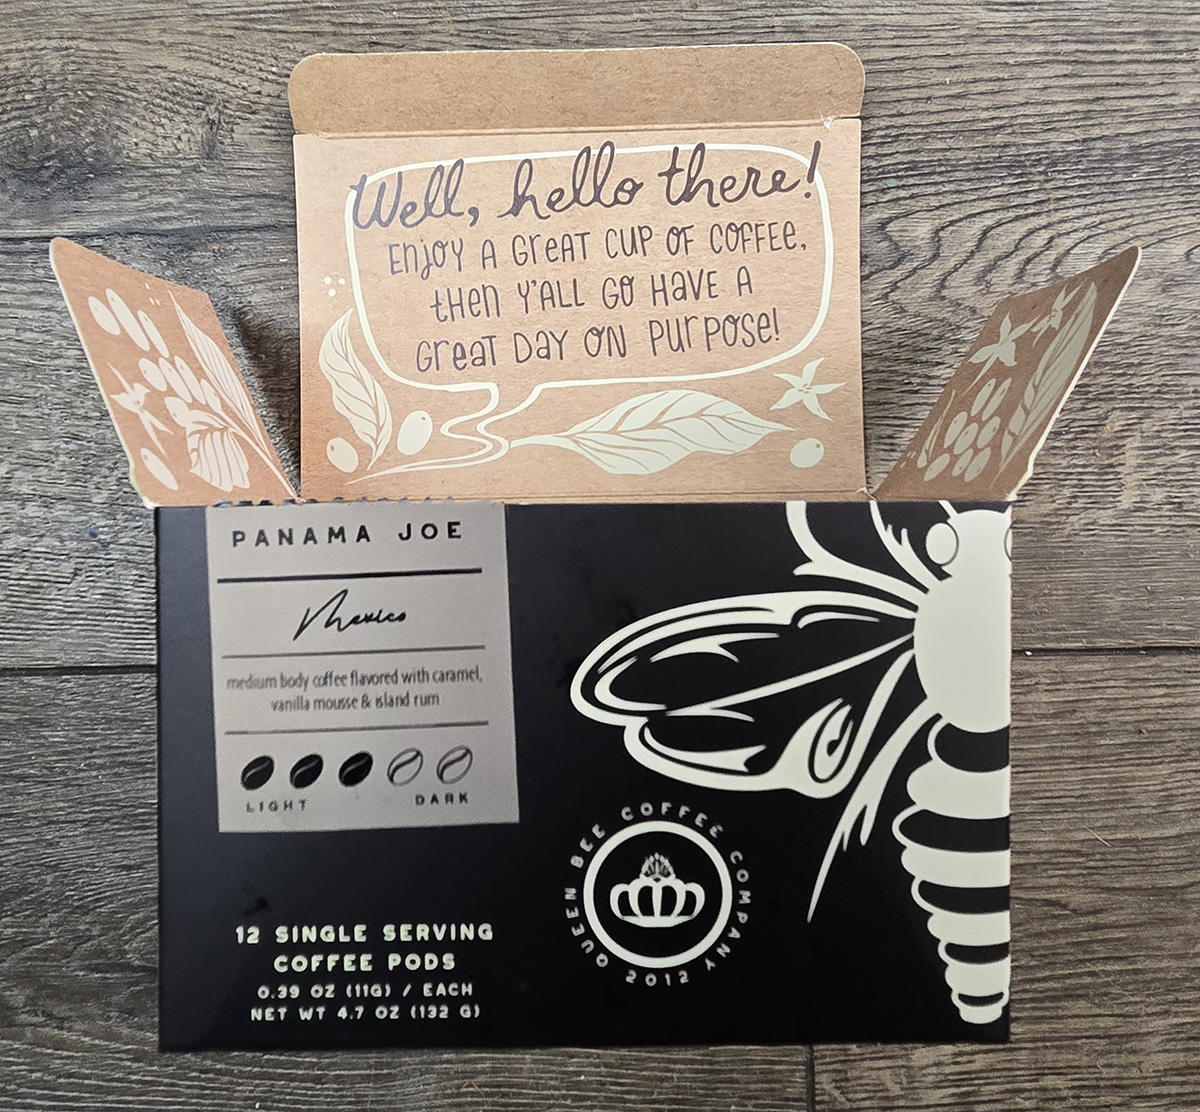 Well, hello there!
Enjoy a great cup of coffee,
then y'all go have a
great day on purpose!
PANAMA JOE
Mexico
medium body coffee flavored with caramel,
vanilla mousse & island rum
LIGHT DARK
12 SINGLE SERVING
COFFEE PODS
0.39 OZ (11G) / EACH
NET WT 4.7 OZ (132 G)
QUEEN BEE COFFEE COMPANY
2012